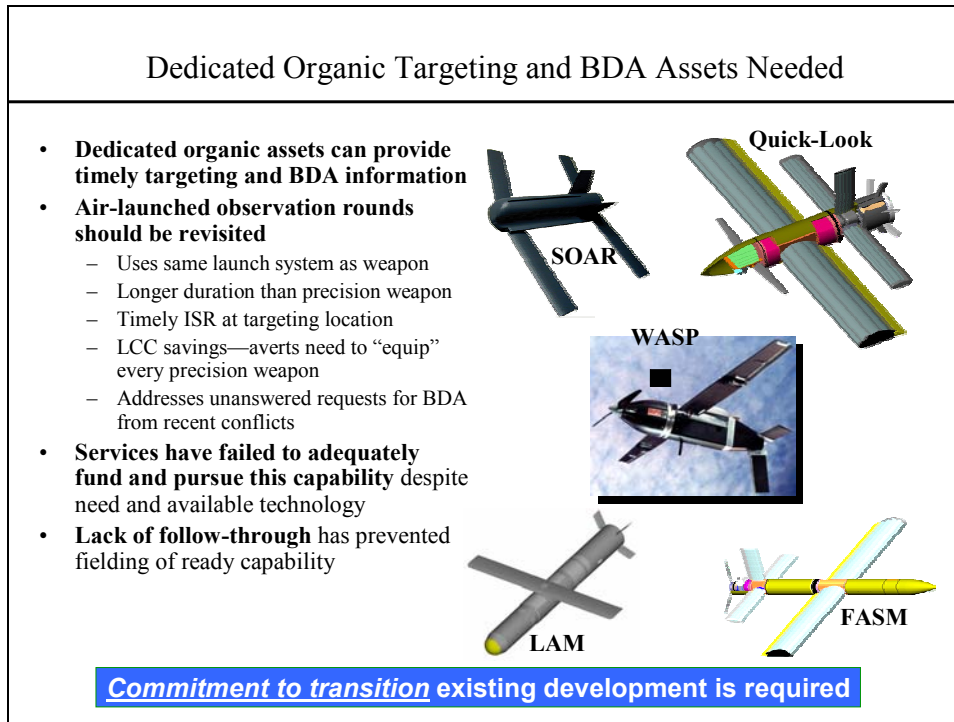 Dedicated Organic Targeting and BDA Assets Needed
• Dedicated organic assets can provide
timely targeting and BDA information
• Air-launched observation rounds
should be revisited
– Uses same launch system as weapon
– Longer duration than precision weapon
– Timely ISR at targeting location
– LCC savings—averts need to “equip”
every precision weapon
– Addresses unanswered requests for BDA
from recent conflicts
• Services have failed to adequately
fund and pursue this capability despite
need and available technology
• Lack of follow-through has prevented
fielding of ready capability
Quick-Look
SOAR
WASP
LAM
FASM
Commitment to transition existing development is required